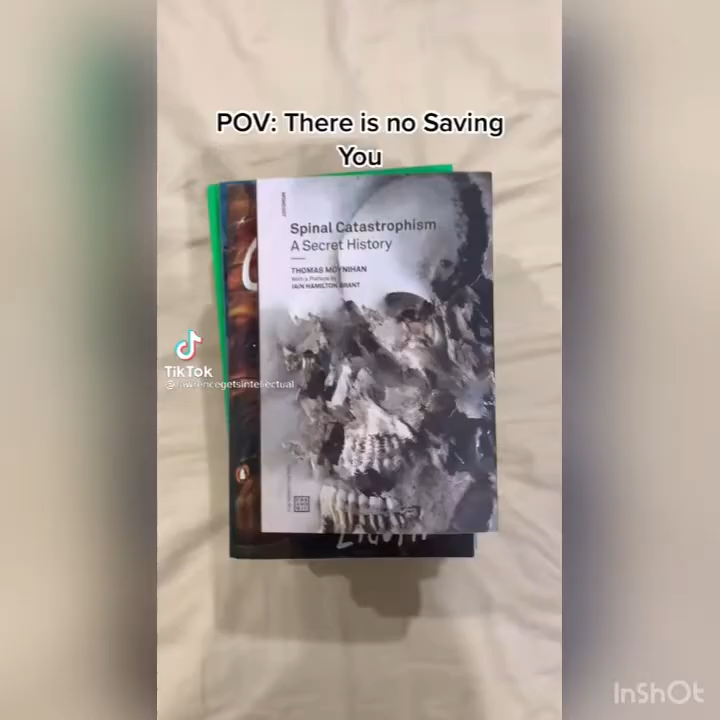 POV: There is no Saving
You
Spinal Catastrophism
A Secret History
THOMAS MOYNIHAN
With a Preface by
IAIN HAMILTON GRANT
TikTok
@lawrencegetsintellectual
InShOt